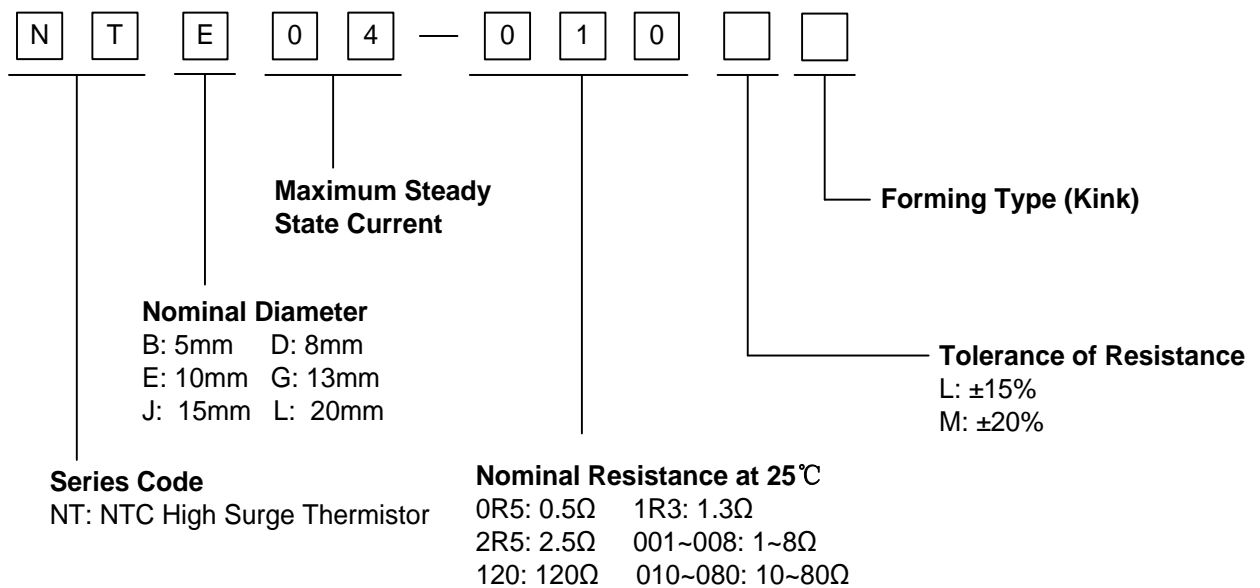 N T E 0 4 — 0 1 0
Maximum Steady
State Current
Forming Type (Kink)
Nominal Diameter
B: 5mm D: 8mm
E: 10mm G: 13mm
J: 15mm L: 20mm
Tolerance of Resistance
L: ±15%
M: ±20%
Series Code
NT: NTC High Surge Thermistor
Nominal Resistance at 25℃
0R5: 0.5Ω 1R3: 1.3Ω
2R5: 2.5Ω 001~008: 1~8Ω
120: 120Ω 010~080: 10~80Ω